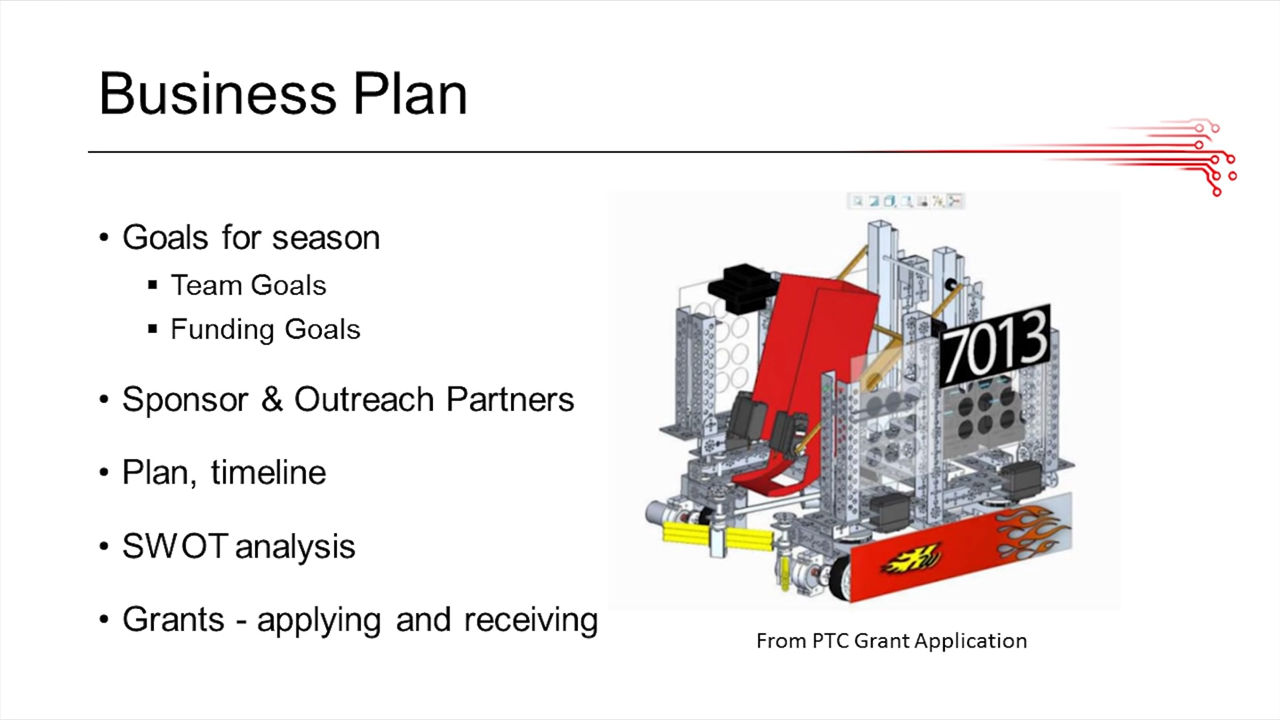 Business Plan
• Goals for season
▪ Team Goals
▪ Funding Goals
• Sponsor & Outreach Partners
• Plan, timeline
• SWOT analysis
• Grants - applying and receiving
7013
From PTC Grant Application